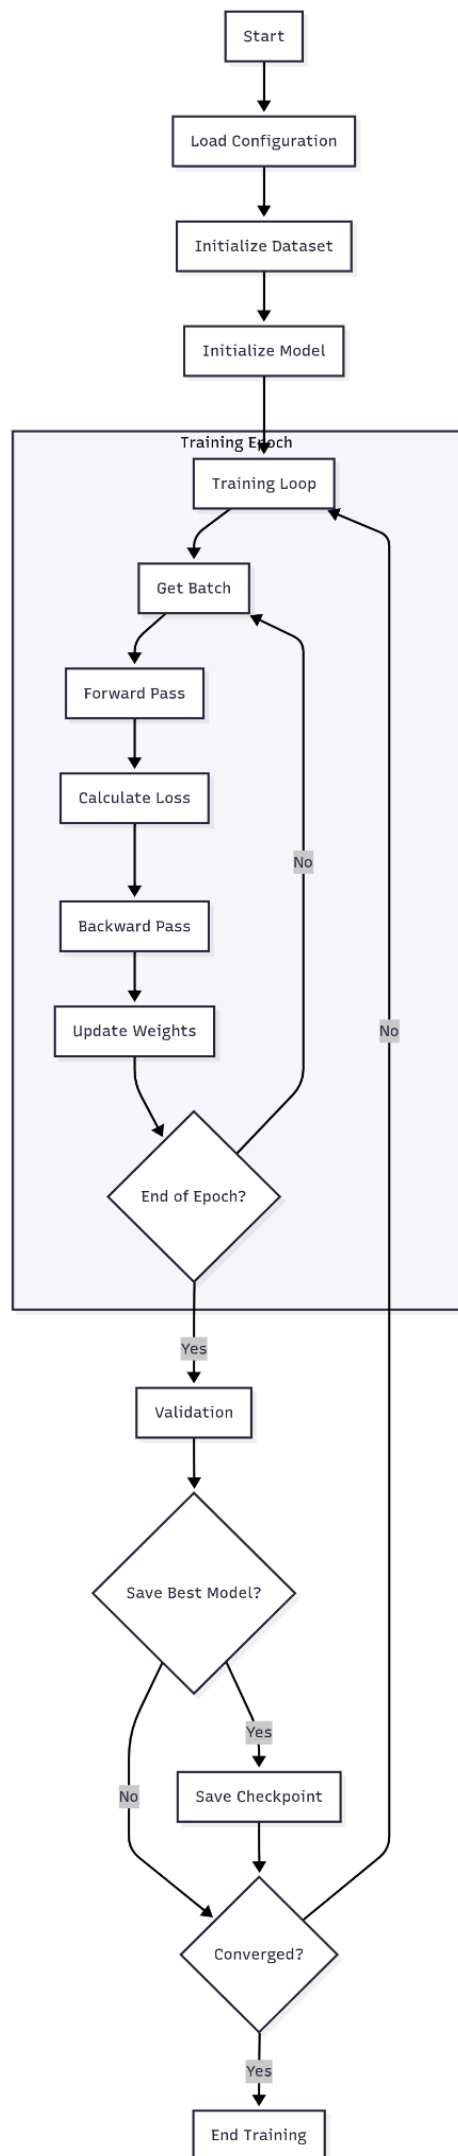 Start
Load Configuration
Initialize Dataset
Initialize Model
Training Epoch
Training Loop
Get Batch
Forward Pass
Calculate Loss
No
Backward Pass
Update Weights
No
End of Epoch?
Yes
Validation
Save Best Model?
Yes
No
Save Checkpoint
Converged?
Yes
End Training